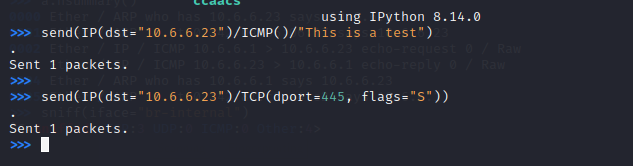 using IPython 8.14.0
>>> send(IP(dst="10.6.6.23")/ICMP()/"This is a test")
.
Sent 1 packets.
>>>
>>> send(IP(dst="10.6.6.23")/TCP(dport=445, flags="S"))
.
Sent 1 packets.
>>>